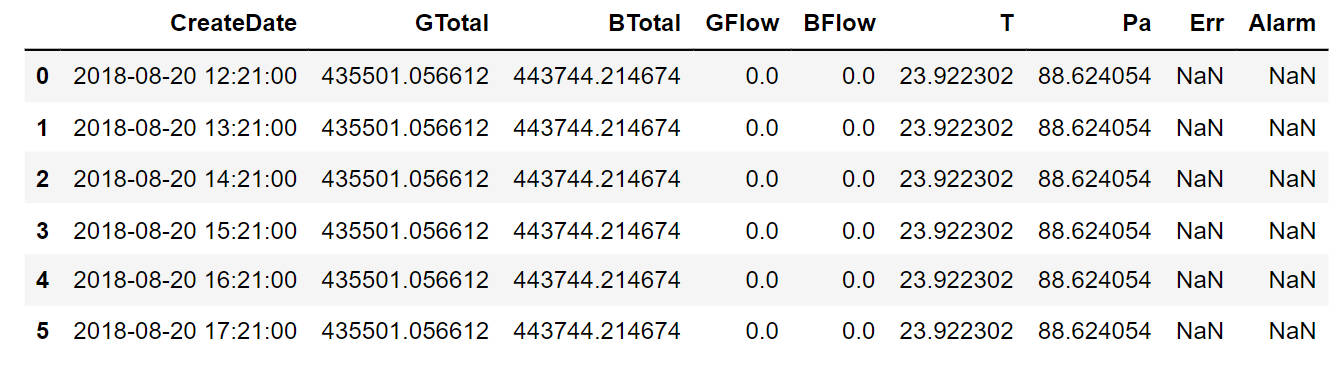 CreateDate GTotal BTotal GFlow BFlow T Pa Err Alarm
0 2018-08-20 12:21:00 435501.056612 443744.214674 0.0 0.0 23.922302 88.624054 NaN NaN
1 2018-08-20 13:21:00 435501.056612 443744.214674 0.0 0.0 23.922302 88.624054 NaN NaN
2 2018-08-20 14:21:00 435501.056612 443744.214674 0.0 0.0 23.922302 88.624054 NaN NaN
3 2018-08-20 15:21:00 435501.056612 443744.214674 0.0 0.0 23.922302 88.624054 NaN NaN
4 2018-08-20 16:21:00 435501.056612 443744.214674 0.0 0.0 23.922302 88.624054 NaN NaN
5 2018-08-20 17:21:00 435501.056612 443744.214674 0.0 0.0 23.922302 88.624054 NaN NaN